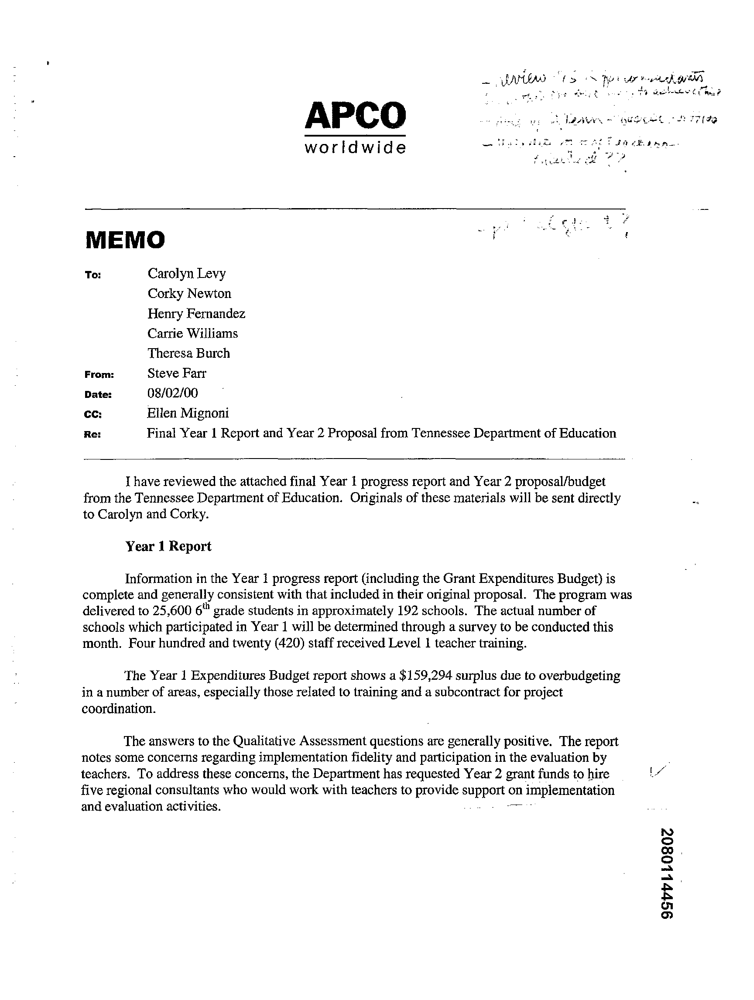 - review
to achieve this
APCO
worldwide
MEMO
To: Carolyn Levy
Corky Newton
Henry Fernandez
Carrie Williams
Theresa Burch
From: Steve Farr
Date: 08/02/00
CC: Ellen Mignoni
Re: Final Year 1 Report and Year 2 Proposal from Tennessee Department of Education
I have reviewed the attached final Year 1 progress report and Year 2 proposal/budget
from the Tennessee Department of Education. Originals of these materials will be sent directly
to Carolyn and Corky.
Year 1 Report
Information in the Year 1 progress report (including the Grant Expenditures Budget) is
complete and generally consistent with that included in their original proposal. The program was
delivered to 25,600 6th grade students in approximately 192 schools. The actual number of
schools which participated in Year 1 will be determined through a survey to be conducted this
month. Four hundred and twenty (420) staff received Level 1 teacher training.
The Year 1 Expenditures Budget report shows a $159,294 surplus due to overbudgeting
in a number of areas, especially those related to training and a subcontract for project
coordination.
The answers to the Qualitative Assessment questions are generally positive. The report
notes some concerns regarding implementation fidelity and participation in the evaluation by
teachers. To address these concerns, the Department has requested Year 2 grant funds to hire
five regional consultants who would work with teachers to provide support on implementation
and evaluation activities.
2080114456